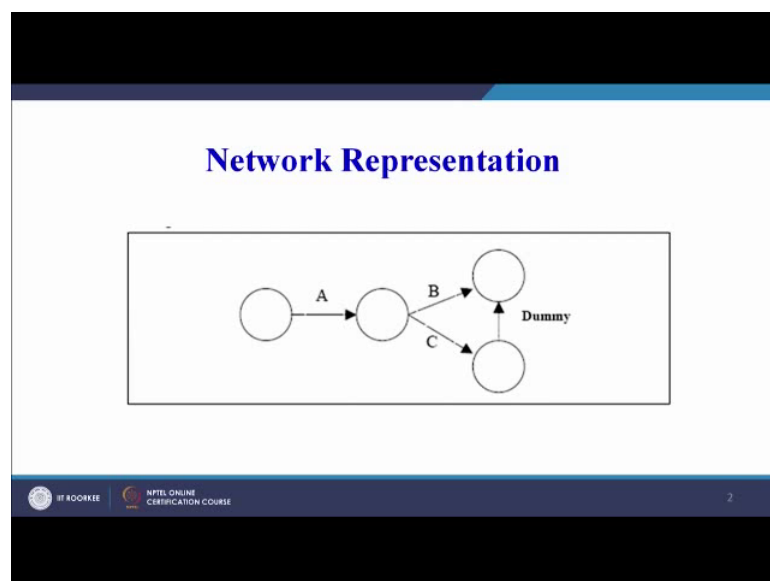 Network Representation
A
B
Dummy
C
IIT ROORKEE
NPTEL ONLINE
CERTIFICATION COURSE
2